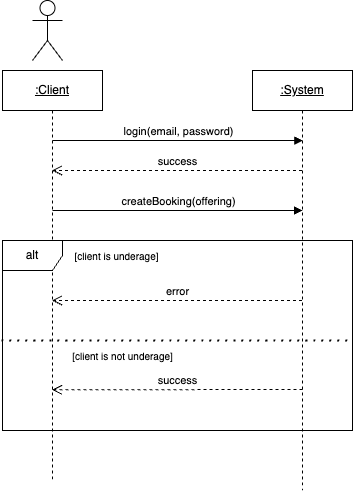 :Client
:System
login(email, password)
success
createBooking(offering)
alt
[client is underage]
error
[client is not underage]
success